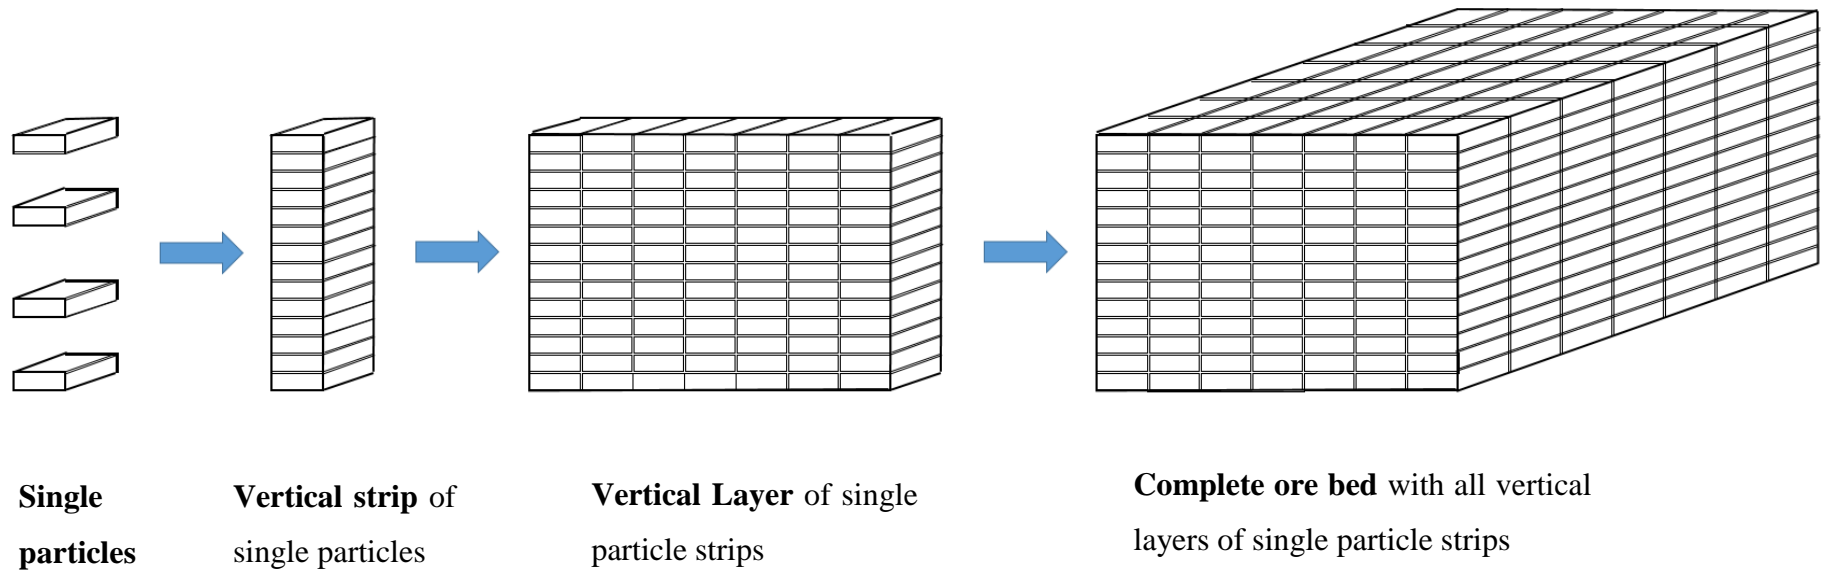 Single
particles
Vertical strip of
single particles
Vertical Layer of single
particle strips
Complete ore bed with all vertical
layers of single particle strips